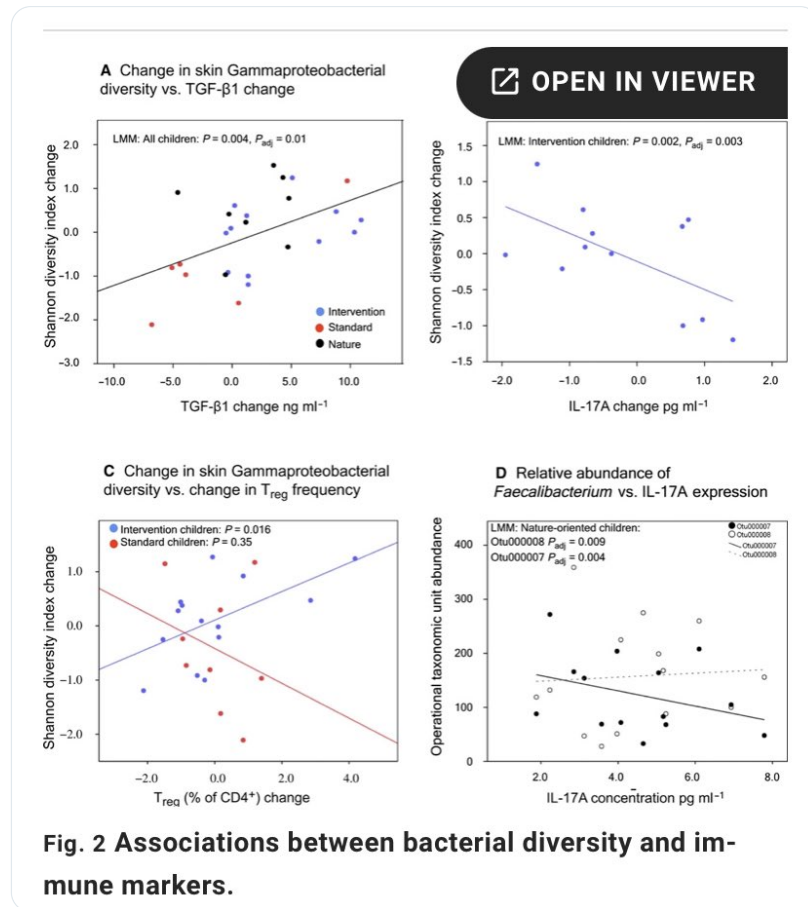 A Change in skin Gammaproteobacterial
diversity vs. TGF-β1 change
OPEN IN VIEWER
LMM: All children: P = 0.004, Padj = 0.01
Shannon diversity index change
2.0
1.0
0.0
−1.0
−2.0
−3.0
Intervention
Standard
Nature
−10.0 −5.0 0.0 5.0 10.0
TGF-β1 change ng ml⁻¹
LMM: Intervention children: P = 0.002, Padj = 0.003
Shannon diversity index change
1.5
1.0
0.5
0.0
−0.5
−1.0
−1.5
−2.0 −1.0 0.0 1.0 2.0
IL-17A change pg ml⁻¹
C Change in skin Gammaproteobacterial
diversity vs. change in Treg frequency
Intervention children: P = 0.016
Standard children: P = 0.35
Shannon diversity index change
1.0
0.0
−1.0
−2.0
−2.0 0.0 2.0 4.0
Treg (% of CD4⁺) change
D Relative abundance of
Faecalibacterium vs. IL-17A expression
LMM: Nature-oriented children:
Otu000008 Padj = 0.009
Otu000007 Padj = 0.004
Otu000007
Otu000008
Otu000007
Otu000008
Operational taxonomic unit abundance
400
300
200
100
0
2.0 4.0 6.0 8.0
IL-17A concentration pg ml⁻¹
Fig. 2 Associations between bacterial diversity and im-
mune markers.